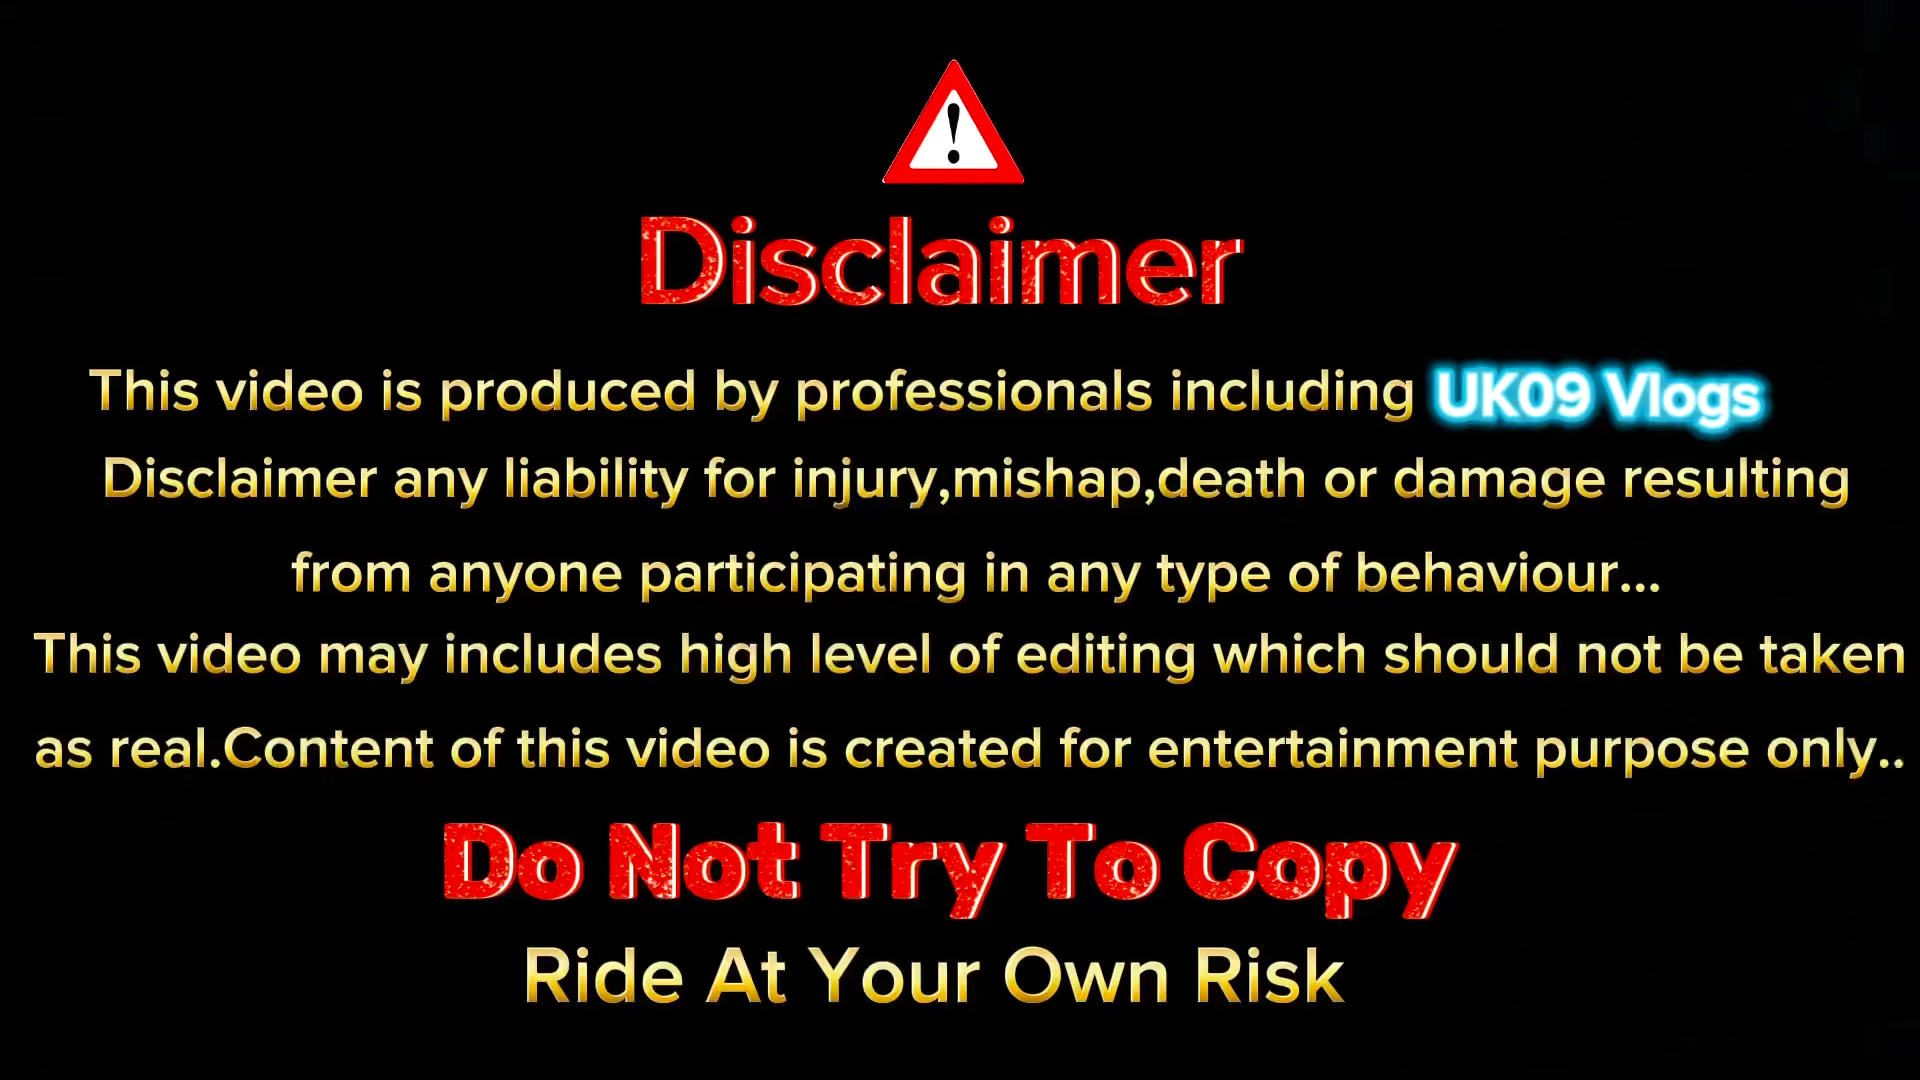 Disclaimer
This video is produced by professionals including UK09 Vlogs
Disclaimer any liability for injury,mishap,death or damage resulting
from anyone participating in any type of behaviour...
This video may includes high level of editing which should not be taken
as real.Content of this video is created for entertainment purpose only..
Do Not Try To Copy
Ride At Your Own Risk